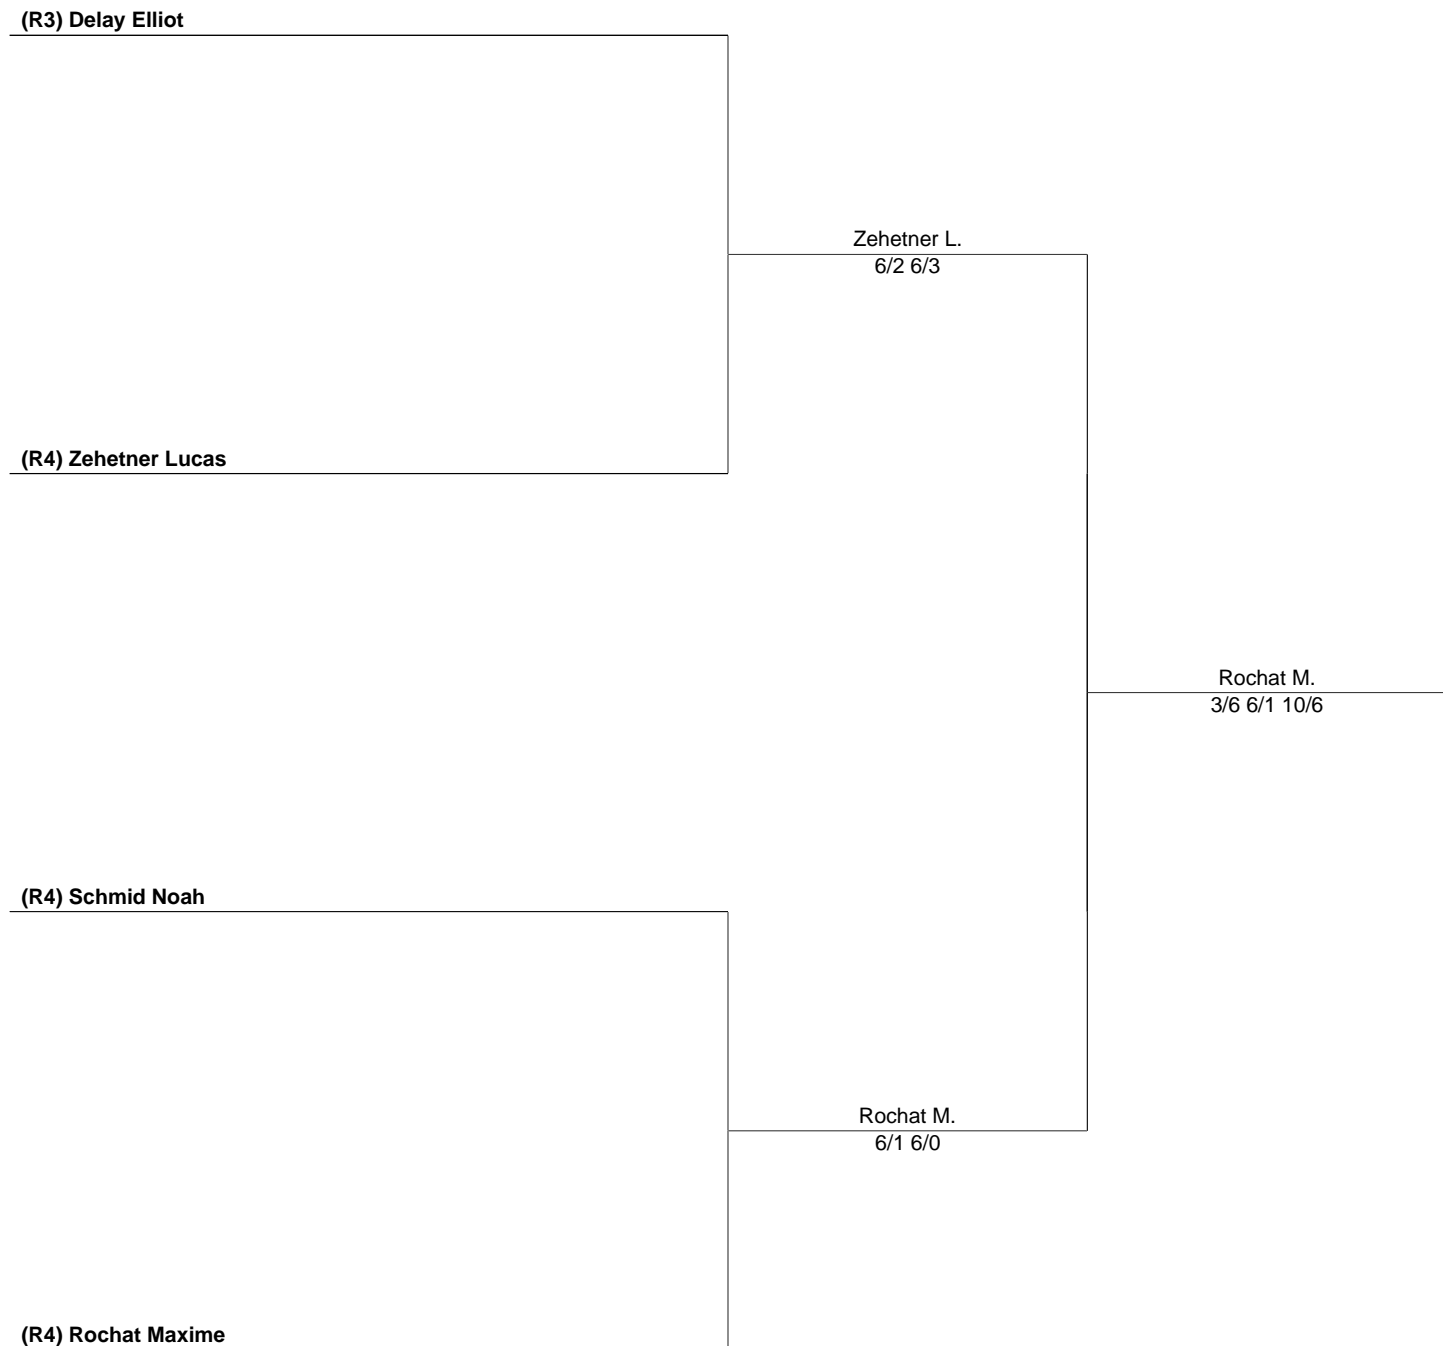 (R3) Delay Elliot
Zehetner L.
6/2 6/3
(R4) Zehetner Lucas
Rochat M.
3/6 6/1 10/6
(R4) Schmid Noah
Rochat M.
6/1 6/0
(R4) Rochat Maxime